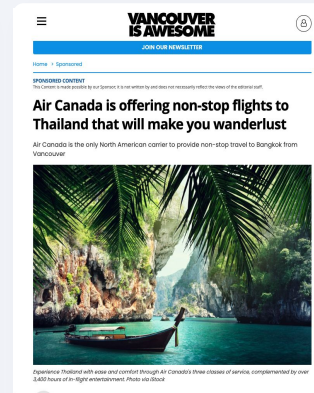 VANCOUVER
IS AWESOME
JOIN OUR NEWSLETTER
Home > Sponsored
SPONSORED CONTENT
This Content is made possible by our Sponsor; it is not written by and does not necessarily reflect the views of the editorial staff.
Air Canada is offering non-stop flights to
Thailand that will make you wanderlust
Air Canada is the only North American carrier to provide non-stop travel to Bangkok from
Vancouver
Experience Thailand with ease and comfort through Air Canada's three classes of service, complemented by over
3,400 hours of in-flight entertainment. Photo via iStock